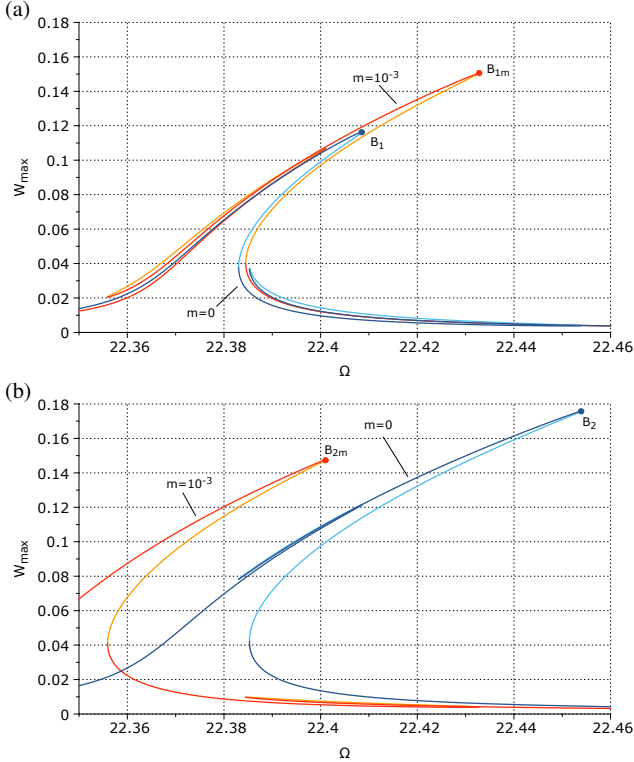 (a)
0.18
0.16
0.14
0.12
0.1
0.08
0.06
0.04
0.02
0
W_max
m=10^-3
B_1m
B_1
m=0
22.36
22.38
22.4
22.42
22.44
22.46
Ω
(b)
0.18
0.16
0.14
0.12
0.1
0.08
0.06
0.04
0.02
0
W_max
m=0
B_2
B_2m
m=10^-3
22.36
22.38
22.4
22.42
22.44
22.46
Ω